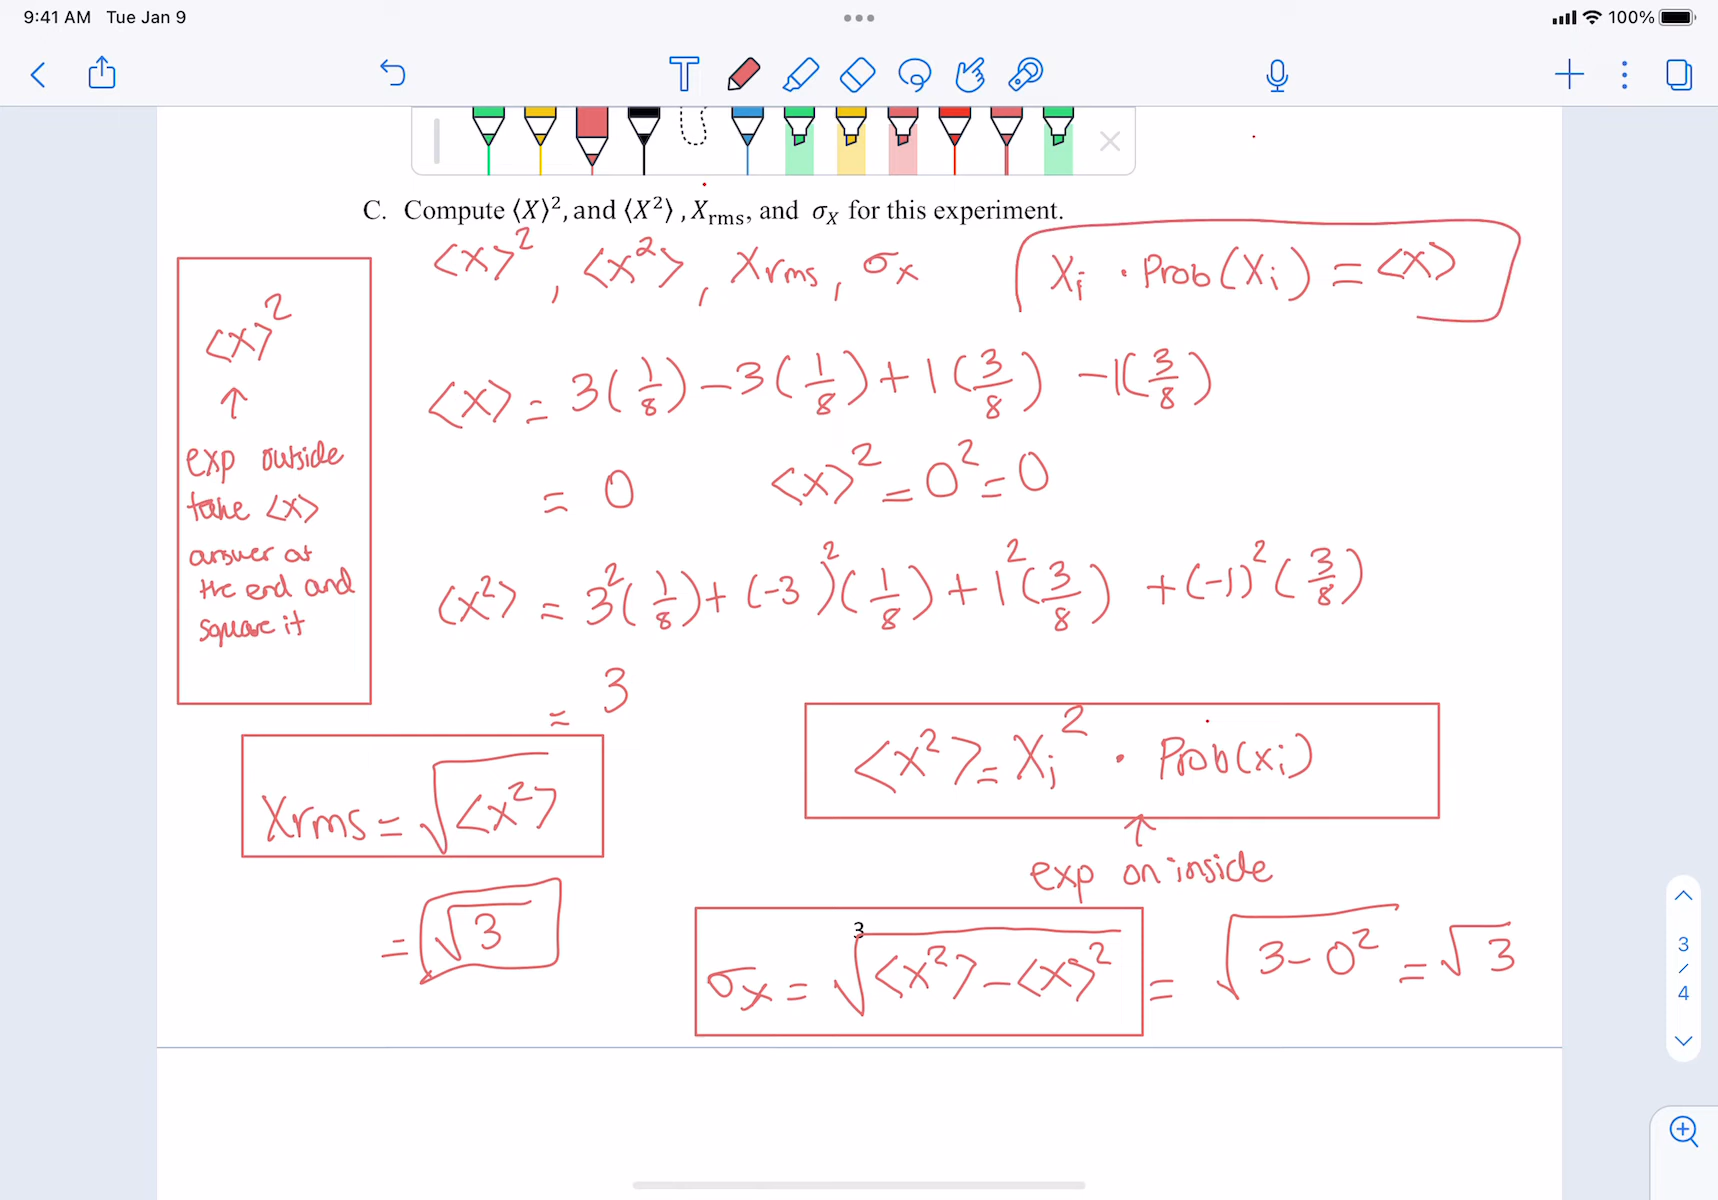 9:41 AM Tue Jan 9
100%
C. Compute ⟨X⟩², and ⟨X²⟩, Xrms, and σX for this experiment.
⟨x⟩², ⟨x²⟩, Xrms, σx
Xi · Prob(Xi) = ⟨x⟩
⟨x⟩²
↑
exp outside
take ⟨x⟩
answer at
the end and
square it
⟨x⟩ = 3(1/8) - 3(1/8) + 1(3/8) - 1(3/8)
= 0
⟨x⟩² = 0² = 0
⟨x²⟩ = 3²(1/8) + (-3)²(1/8) + 1²(3/8) + (-1)²(3/8)
= 3
⟨x²⟩ = Xi² · Prob(xi)
↑
exp on inside
Xrms = √⟨x²⟩
= √3
3
σx = √⟨x²⟩-⟨x⟩² = √3-0² = √3
3
/
4